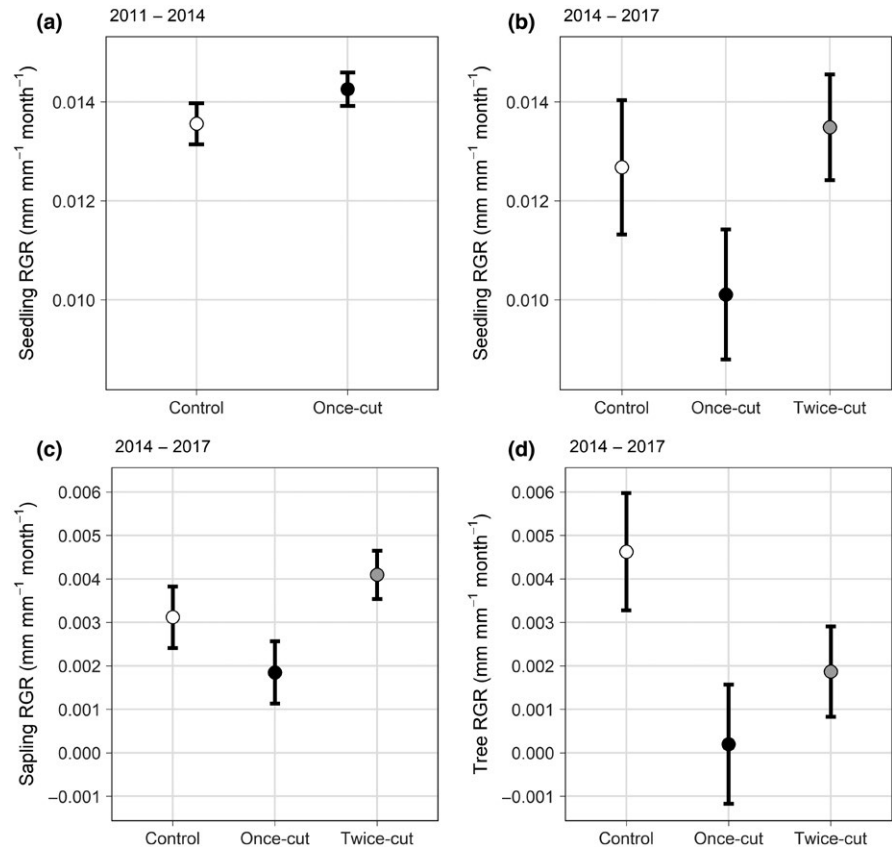 (a) 2011 – 2014
Seedling RGR (mm mm⁻¹ month⁻¹)
0.014
0.012
0.010
Control Once-cut
(b) 2014 – 2017
Seedling RGR (mm mm⁻¹ month⁻¹)
0.014
0.012
0.010
Control Once-cut Twice-cut
(c) 2014 – 2017
Sapling RGR (mm mm⁻¹ month⁻¹)
0.006
0.005
0.004
0.003
0.002
0.001
0.000
−0.001
Control Once-cut Twice-cut
(d) 2014 – 2017
Tree RGR (mm mm⁻¹ month⁻¹)
0.006
0.005
0.004
0.003
0.002
0.001
0.000
−0.001
Control Once-cut Twice-cut